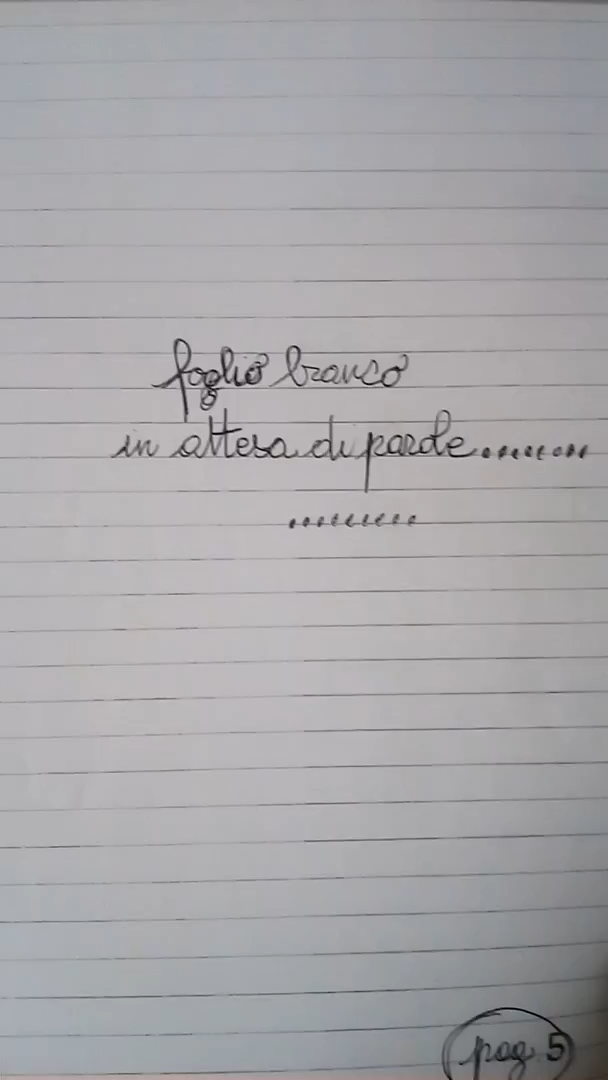 foglio bianco
in attesa di parole.........
.........
pag 5